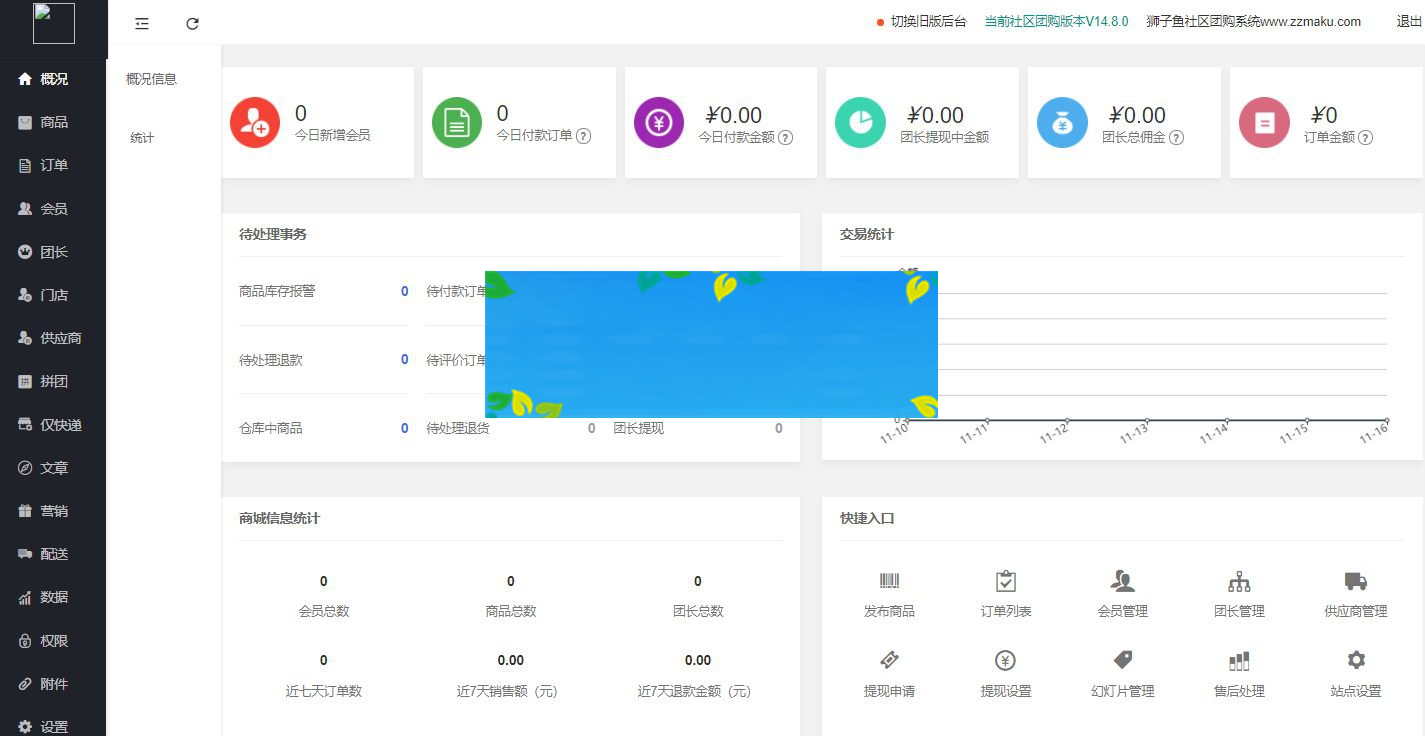 切换旧版后台 当前社区团购版本V14.8.0 狮子鱼社区团购系统www.zzmaku.com 退出
概况
商品
订单
会员
团长
门店
供应商
拼团
仅快递
文章
营销
配送
数据
权限
附件
设置
概况信息
统计
0
今日新增会员
0
今日付款订单 ?
¥0.00
今日付款金额 ?
¥0.00
团长提现中金额
¥0.00
团长总佣金 ?
¥0
订单金额 ?
待处理事务
商品库存报警 0 待付款订单
待处理退款 0 待评价订单
仓库中商品 0 待处理退货 0 团长提现 0
交易统计
0
11-10 11-11 11-12 11-13 11-14 11-15 11-16
商城信息统计
0 0 0
会员总数 商品总数 团长总数
0 0.00 0.00
近七天订单数 近7天销售额（元） 近7天退款金额（元）
快捷入口
发布商品 订单列表 会员管理 团长管理 供应商管理
提现申请 提现设置 幻灯片管理 售后处理 站点设置